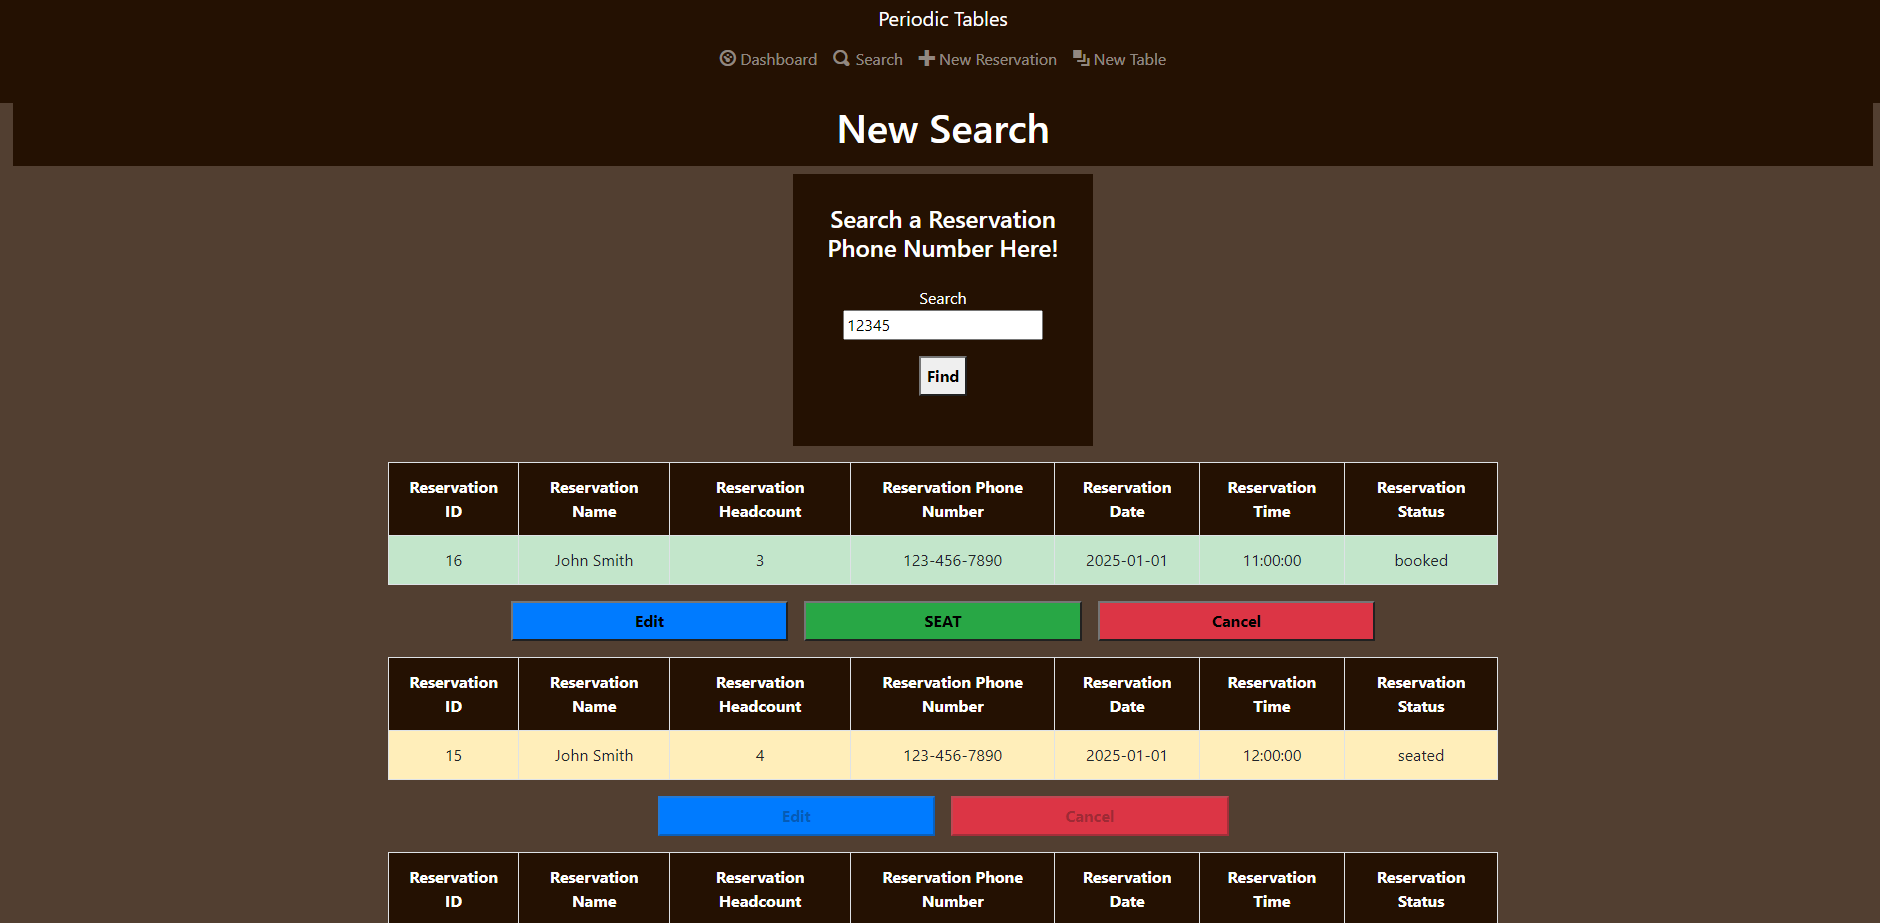 Periodic Tables
Dashboard Search New Reservation New Table
New Search
Search a Reservation
Phone Number Here!
Search
12345
Find
Reservation ID Reservation Name Reservation Headcount Reservation Phone Number Reservation Date Reservation Time Reservation Status
16 John Smith 3 123-456-7890 2025-01-01 11:00:00 booked
Edit SEAT Cancel
Reservation ID Reservation Name Reservation Headcount Reservation Phone Number Reservation Date Reservation Time Reservation Status
15 John Smith 4 123-456-7890 2025-01-01 12:00:00 seated
Edit Cancel
Reservation ID Reservation Name Reservation Headcount Reservation Phone Number Reservation Date Reservation Time Reservation Status